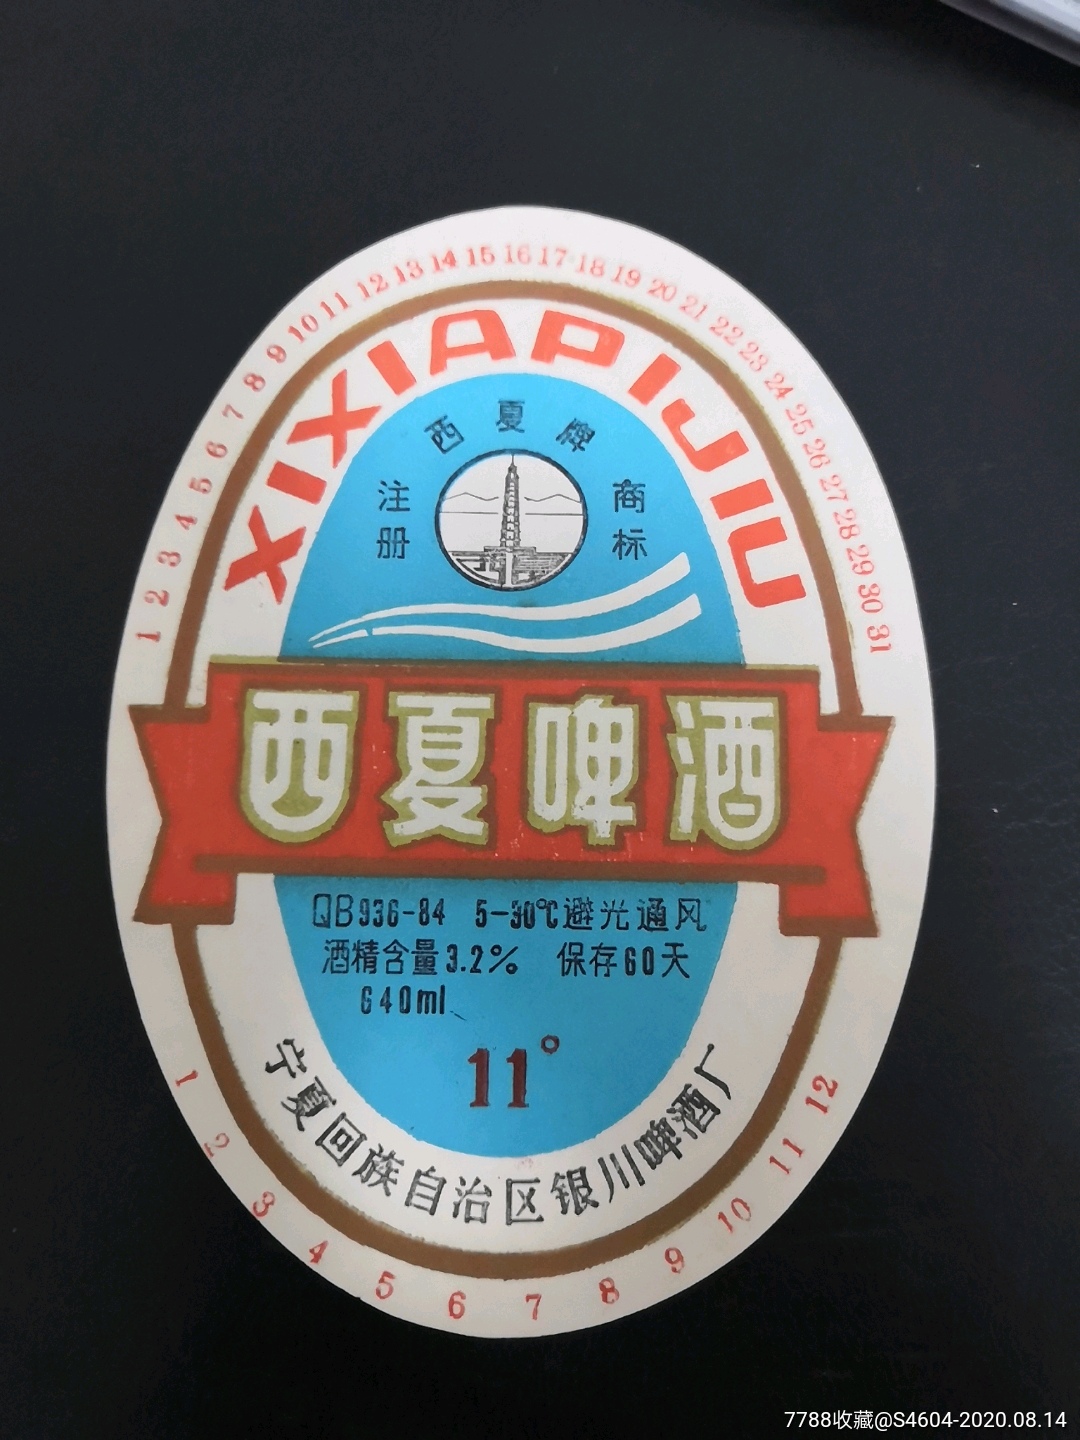 1 2 3 4 5 6 7 8 9 10 11 12 13 14 15 16 17 18 19 20 21 22 23 24 25 26 27 28 29 30 31
XIXIAPIJIU
西夏牌
注册 商标
西夏啤酒
QB936-84 5-30℃避光通风
酒精含量3.2% 保存60天
640ml
11°
宁夏回族自治区银川啤酒厂
1 2 3 4 5 6 7 8 9 10 11 12
7788收藏@S4604-2020.08.14